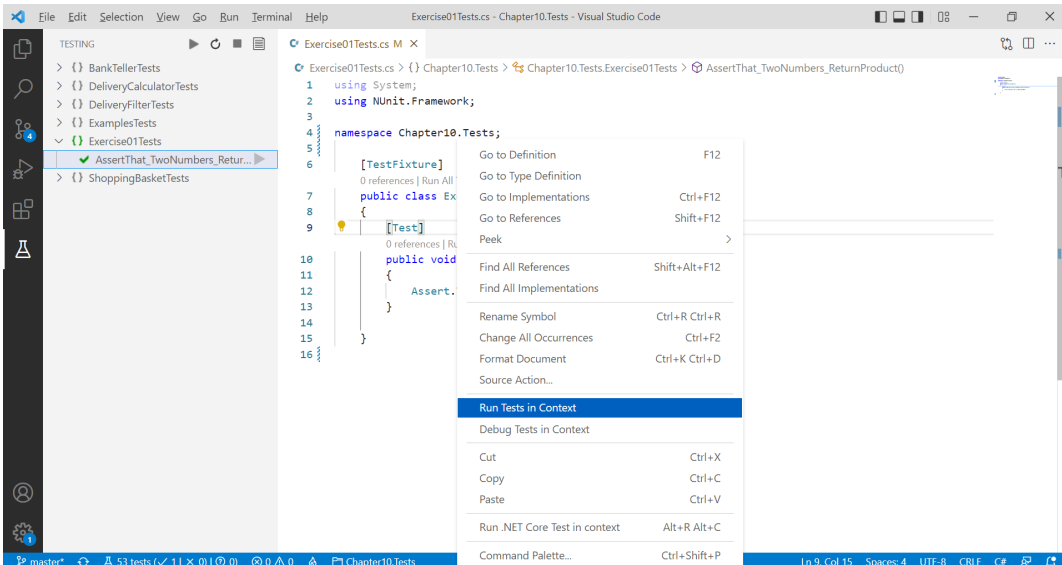 File Edit Selection View Go Run Terminal Help
Exercise01Tests.cs - Chapter10.Tests - Visual Studio Code
TESTING
{} BankTellerTests
{} DeliveryCalculatorTests
{} DeliveryFilterTests
{} ExamplesTests
{} Exercise01Tests
AssertThat_TwoNumbers_Retur...
{} ShoppingBasketTests
4
1
Exercise01Tests.cs M
Exercise01Tests.cs > {} Chapter10.Tests > Chapter10.Tests.Exercise01Tests > AssertThat_TwoNumbers_ReturnProduct()
1 using System;
2 using NUnit.Framework;
3
4 namespace Chapter10.Tests;
5
6 [TestFixture]
0 references | Run All
7 public class Ex
8 {
9 [Test]
0 references | Ru
10 public void
11 {
12 Assert.
13 }
14
15 }
16
Go to Definition F12
Go to Type Definition
Go to Implementations Ctrl+F12
Go to References Shift+F12
Peek >
Find All References Shift+Alt+F12
Find All Implementations
Rename Symbol Ctrl+R Ctrl+R
Change All Occurrences Ctrl+F2
Format Document Ctrl+K Ctrl+D
Source Action...
Run Tests in Context
Debug Tests in Context
Cut Ctrl+X
Copy Ctrl+C
Paste Ctrl+V
Run .NET Core Test in context Alt+R Alt+C
Command Palette... Ctrl+Shift+P
master* 53 tests (✓ 1 | × 0) | ⑦ 0) 0 0 Chapter10.Tests
Ln 9, Col 15 Spaces: 4 UTF-8 CRLF C#